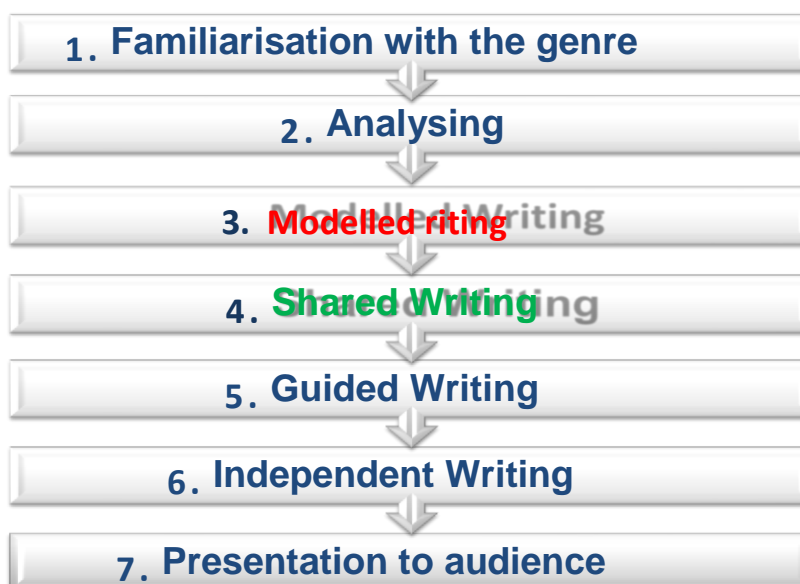 1. Familiarisation with the genre
2. Analysing
3. Modelled riting
4. Shared Writing
5. Guided Writing
6. Independent Writing
7. Presentation to audience